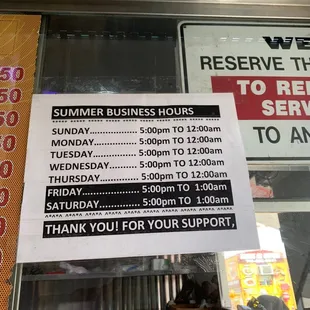 SUMMER BUSINESS HOURS
***** ***** ***** ***** ***** ***** ***** ***** *****
SUNDAY.................. 5:00pm TO 12:00am
MONDAY.................. 5:00pm TO 12:00am
TUESDAY................. 5:00pm TO 12:00am
WEDNESDAY............ 5:00pm TO 12:00am
THURSDAY............... 5:00pm TO 12:00am
FRIDAY..................... 5:00pm TO 1:00am
SATURDAY................ 5:00pm TO 1:00am
***** ***** ***** ***** ***** ***** ***** ***** *****
THANK YOU! FOR YOUR SUPPORT,
WE
RESERVE TH
TO RE
SERV
TO AN
50
50